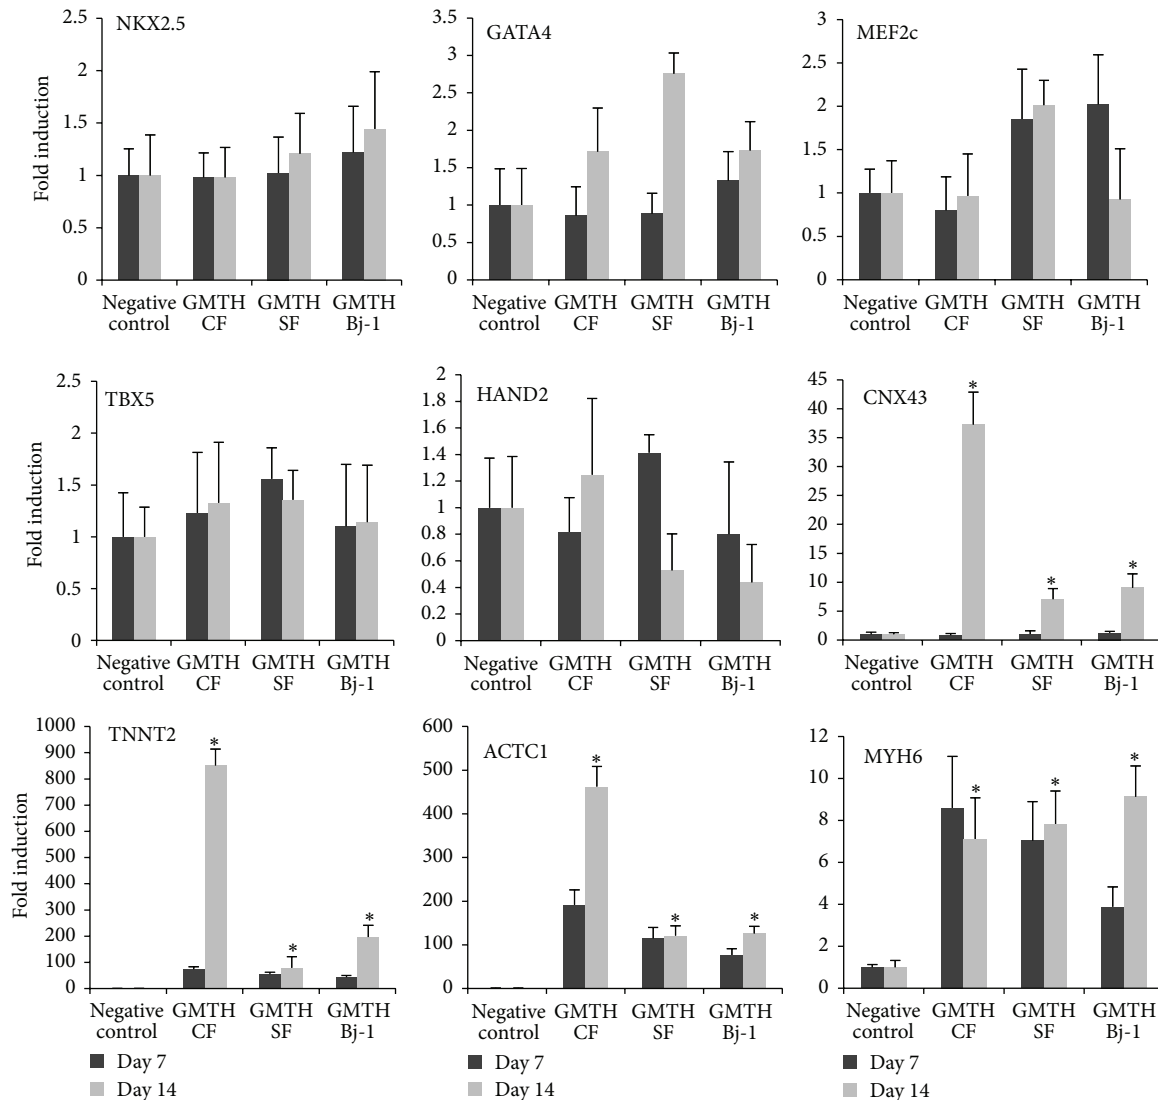 NKX2.5
Fold induction
2.5
2
1.5
1
0.5
0
Negative control
GMTH CF
GMTH SF
GMTH Bj-1
GATA4
3.5
3
2.5
2
1.5
1
0.5
0
Negative control
GMTH CF
GMTH SF
GMTH Bj-1
MEF2c
3
2.5
2
1.5
1
0.5
0
Negative control
GMTH CF
GMTH SF
GMTH Bj-1
TBX5
Fold induction
2.5
2
1.5
1
0.5
0
Negative control
GMTH CF
GMTH SF
GMTH Bj-1
HAND2
2
1.8
1.6
1.4
1.2
1
0.8
0.6
0.4
0.2
0
Negative control
GMTH CF
GMTH SF
GMTH Bj-1
CNX43
45
40
35
30
25
20
15
10
5
0
*
*
*
Negative control
GMTH CF
GMTH SF
GMTH Bj-1
TNNT2
Fold induction
1000
900
800
700
600
500
400
300
200
100
0
*
*
*
Negative control
GMTH CF
GMTH SF
GMTH Bj-1
Day 7
Day 14
ACTC1
600
500
400
300
200
100
0
*
*
*
Negative control
GMTH CF
GMTH SF
GMTH Bj-1
Day 7
Day 14
MYH6
12
10
8
6
4
2
0
*
*
*
Negative control
GMTH CF
GMTH SF
GMTH Bj-1
Day 7
Day 14